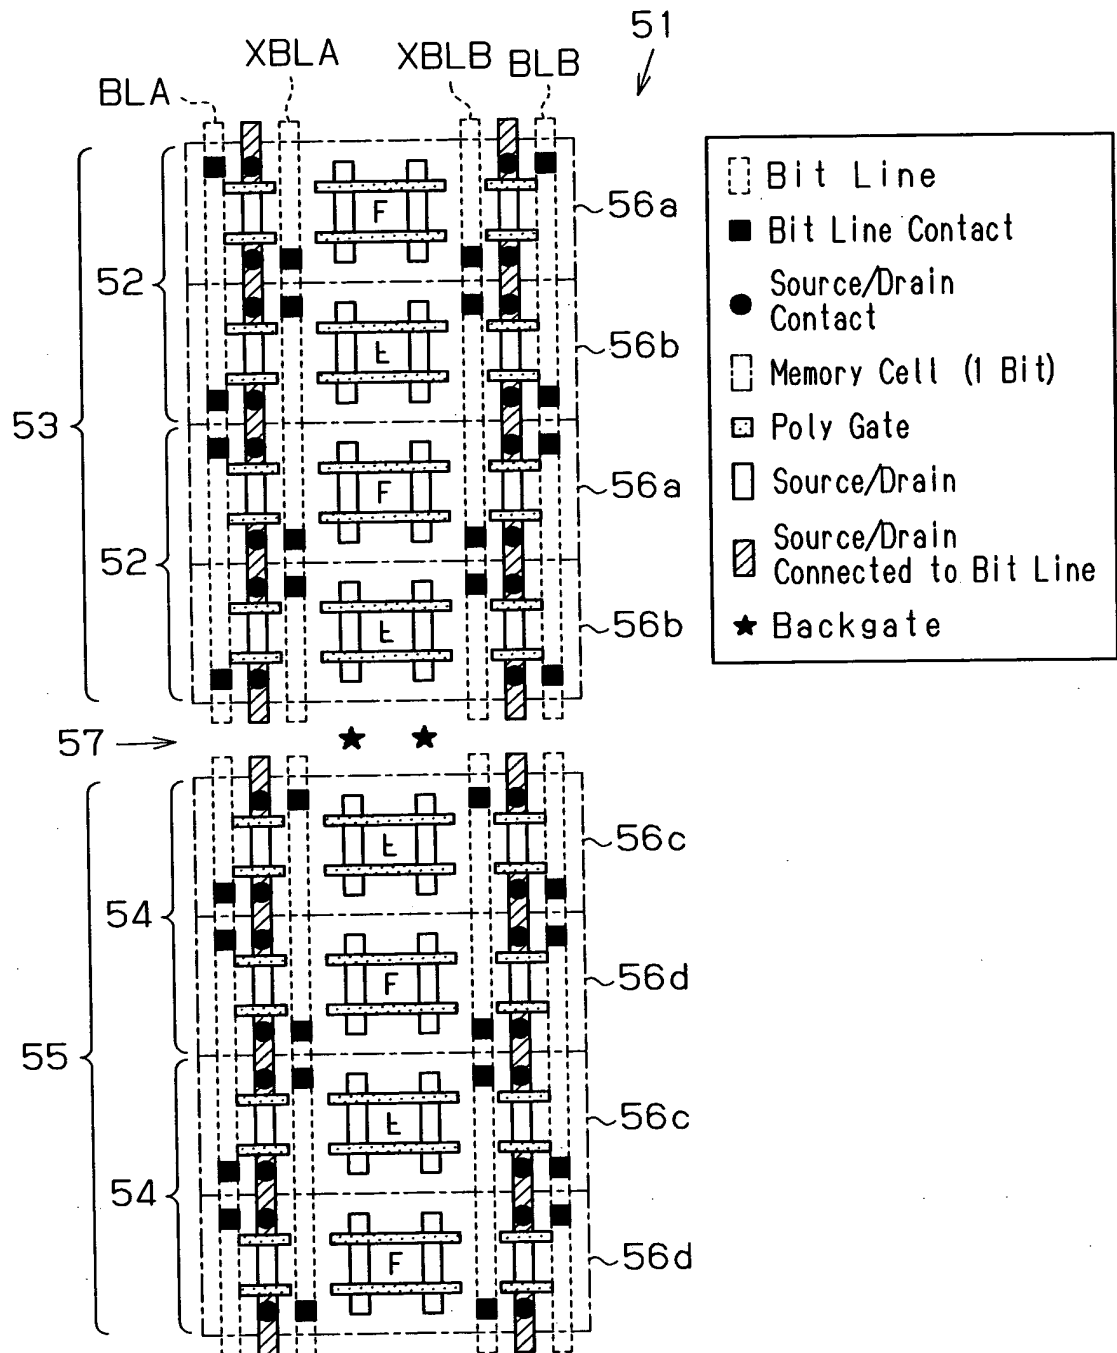 51
XBLA
XBLB
BLA
BLB
Bit Line
Bit Line Contact
Source/Drain
Contact
Memory Cell (1 Bit)
Poly Gate
Source/Drain
Source/Drain
Connected to Bit Line
Backgate
53
52
52
F
56a
56b
F
56a
56b
57
55
54
54
56c
F
56d
56c
F
56d